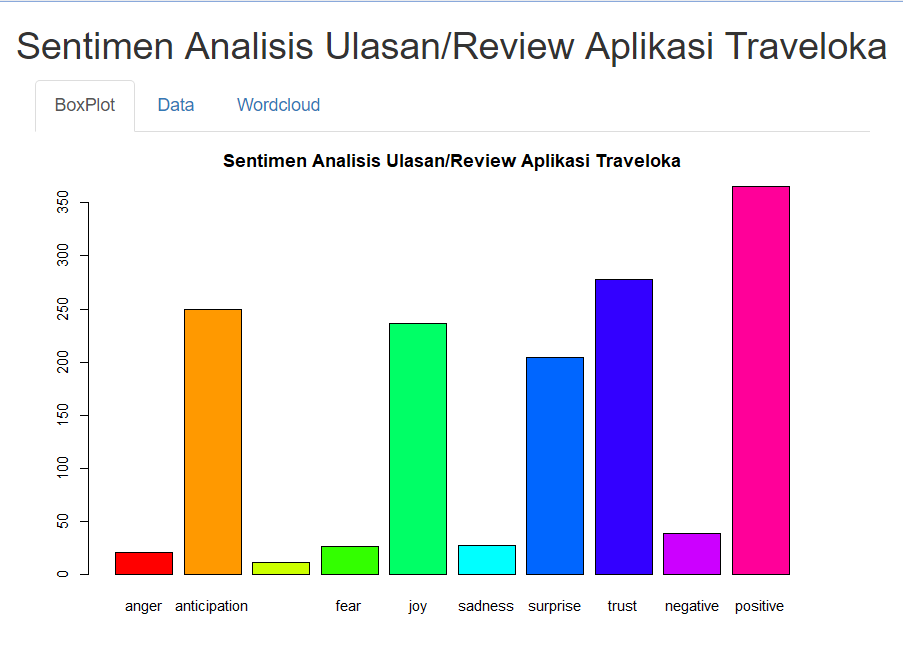 Sentimen Analisis Ulasan/Review Aplikasi Traveloka
BoxPlot Data Wordcloud
Sentimen Analisis Ulasan/Review Aplikasi Traveloka
350
300
250
200
150
100
50
0
anger anticipation fear joy sadness surprise trust negative positive